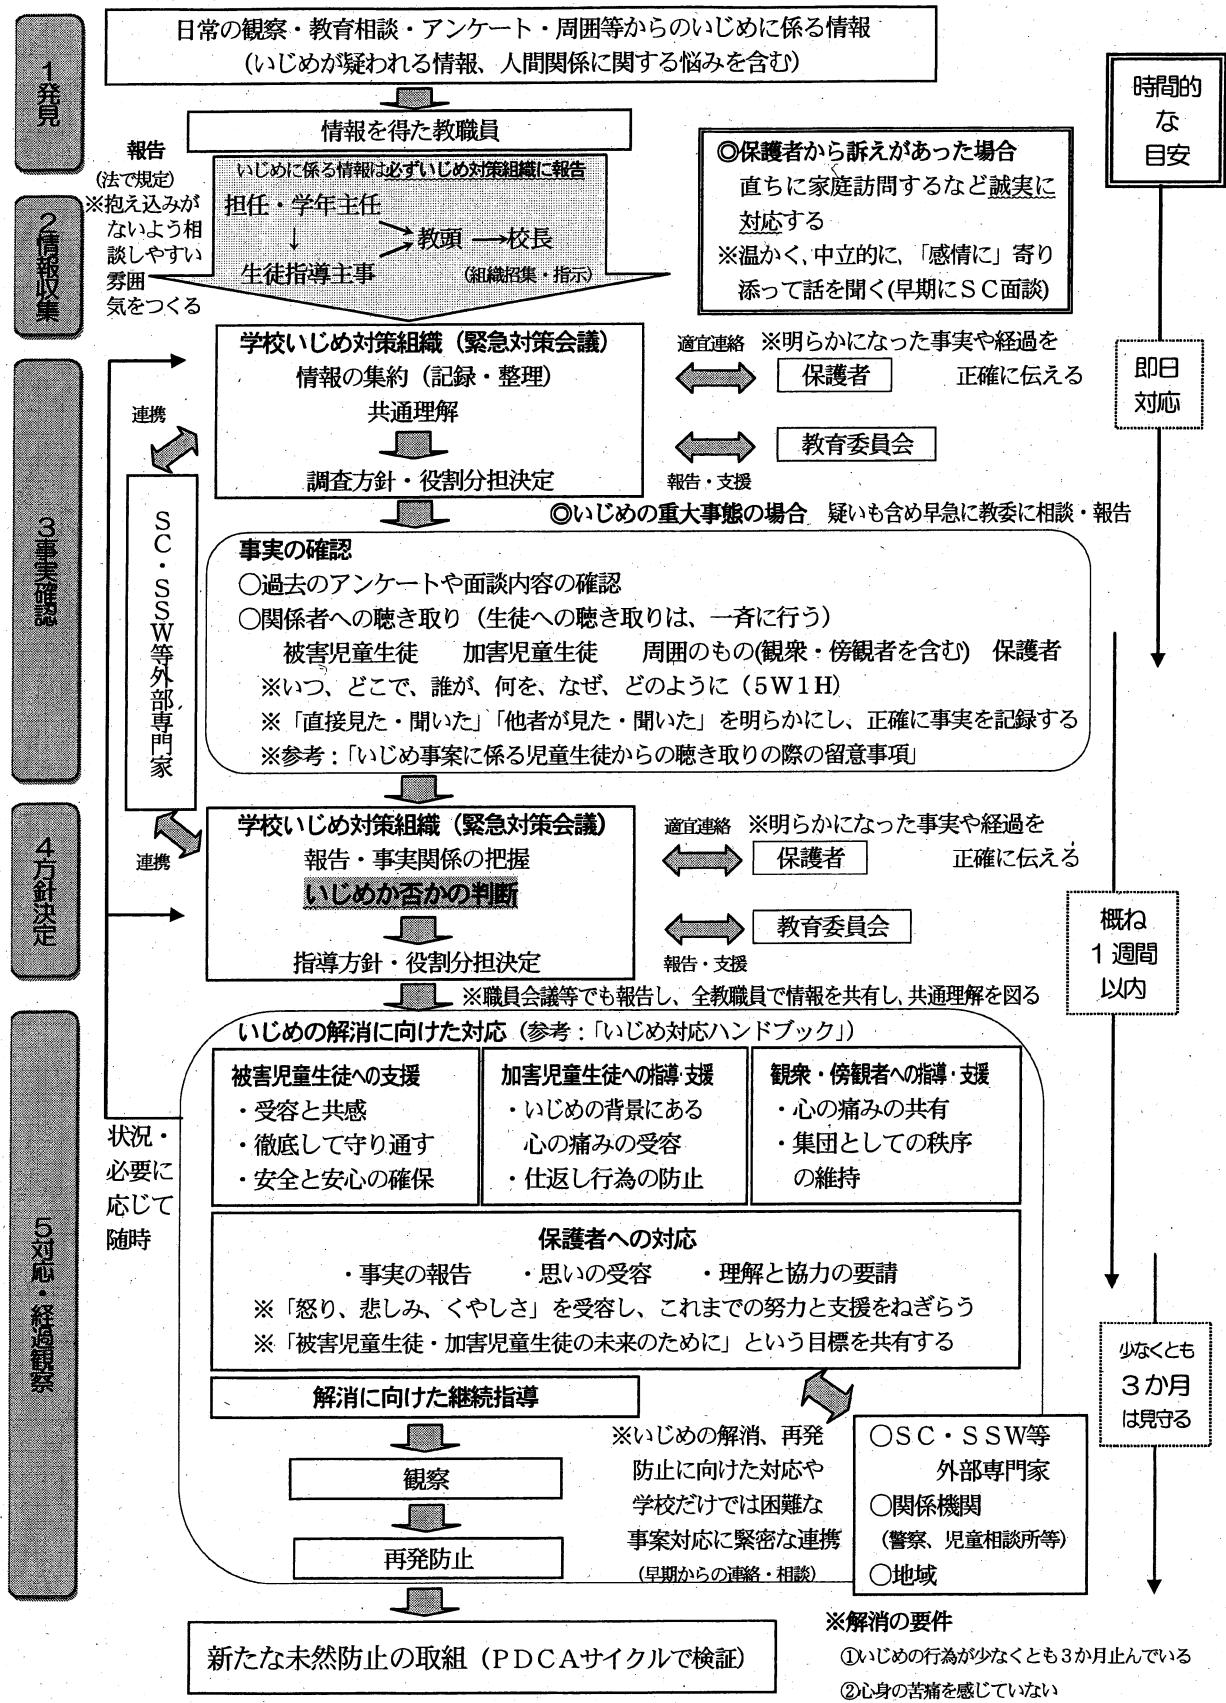 1発見
日常の観察・教育相談・アンケート・周囲等からのいじめに係る情報
(いじめが疑われる情報、人間関係に関する悩みを含む)
時間的
な
目安
情報を得た教職員
報告
(法で規定)
※抱え込みが
ないよう相
談しやすい
雰囲
気をつくる
いじめに係る情報は必ずいじめ対策組織に報告
担任・学年主任
↓
生徒指導主事
教頭→校長
(組織招集・指示)
◎保護者から訴えがあった場合
直ちに家庭訪問するなど誠実に
対応する
※温かく、中立的に、「感情に」寄り
添って話を聞く(早期にSC面談)
2情報収集
3事実確認
学校いじめ対策組織(緊急対策会議)
情報の集約(記録・整理)
共通理解
調査方針・役割分担決定
適宜連絡 ※明らかになった事実や経過を
保護者 正確に伝える
教育委員会
報告・支援
即日
対応
連携
SC・SSW等外部専門家
◎いじめの重大事態の場合 疑いも含め早急に教委に相談・報告
事実の確認
○過去のアンケートや面談内容の確認
○関係者への聴き取り(生徒への聴き取りは、一斉に行う)
被害児童生徒 加害児童生徒 周囲のもの(観衆・傍観者を含む) 保護者
※いつ、どこで、誰が、何を、なぜ、どのように(5W1H)
※「直接見た・聞いた」「他者が見た・聞いた」を明らかにし、正確に事実を記録する
※参考:「いじめ事案に係る児童生徒からの聴き取りの際の留意事項」
4方針決定
連携
学校いじめ対策組織(緊急対策会議)
報告・事実関係の把握
いじめか否かの判断
指導方針・役割分担決定
適宜連絡 ※明らかになった事実や経過を
保護者 正確に伝える
教育委員会
報告・支援
概ね
1週間
以内
※職員会議等でも報告し、全教職員で情報を共有し、共通理解を図る
5対応・経過観察
状況・
必要に
応じて
随時
いじめの解消に向けた対応(参考:「いじめ対応ハンドブック」)
被害児童生徒への支援
・受容と共感
・徹底して守り通す
・安全と安心の確保
加害児童生徒への指導・支援
・いじめの背景にある
心の痛みの受容
・仕返し行為の防止
観衆・傍観者への指導・支援
・心の痛みの共有
・集団としての秩序
の維持
保護者への対応
・事実の報告 ・思いの受容 ・理解と協力の要請
※「怒り、悲しみ、くやしさ」を受容し、これまでの努力と支援をねぎらう
※「被害児童生徒・加害児童生徒の未来のために」という目標を共有する
少なくとも
3か月
は見守る
解消に向けた継続指導
観察
再発防止
※いじめの解消、再発
防止に向けた対応や
学校だけでは困難な
事案対応に緊密な連携
(早期からの連絡・相談)
○SC・SSW等
外部専門家
○関係機関
(警察、児童相談所等)
○地域
新たな未然防止の取組(PDCAサイクルで検証)
※解消の要件
①いじめの行為が少なくとも3か月止んでいる
②心身の苦痛を感じていない